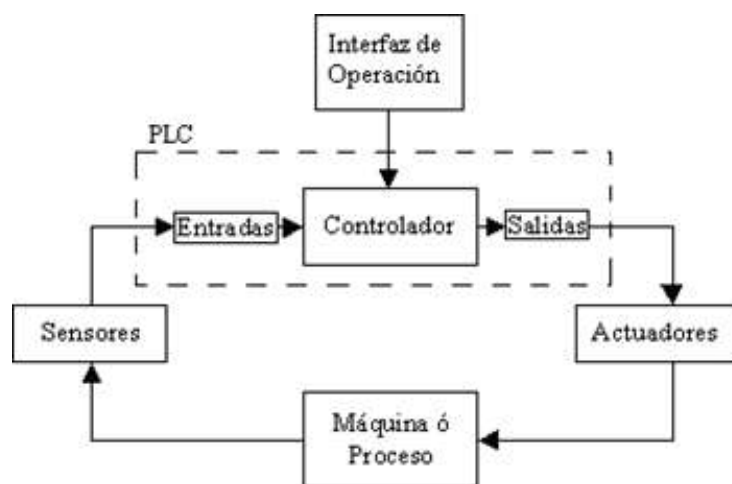 Interfaz de
Operación
PLC
Entradas
Controlador
Salidas
Sensores
Actuadores
Máquina ó
Proceso